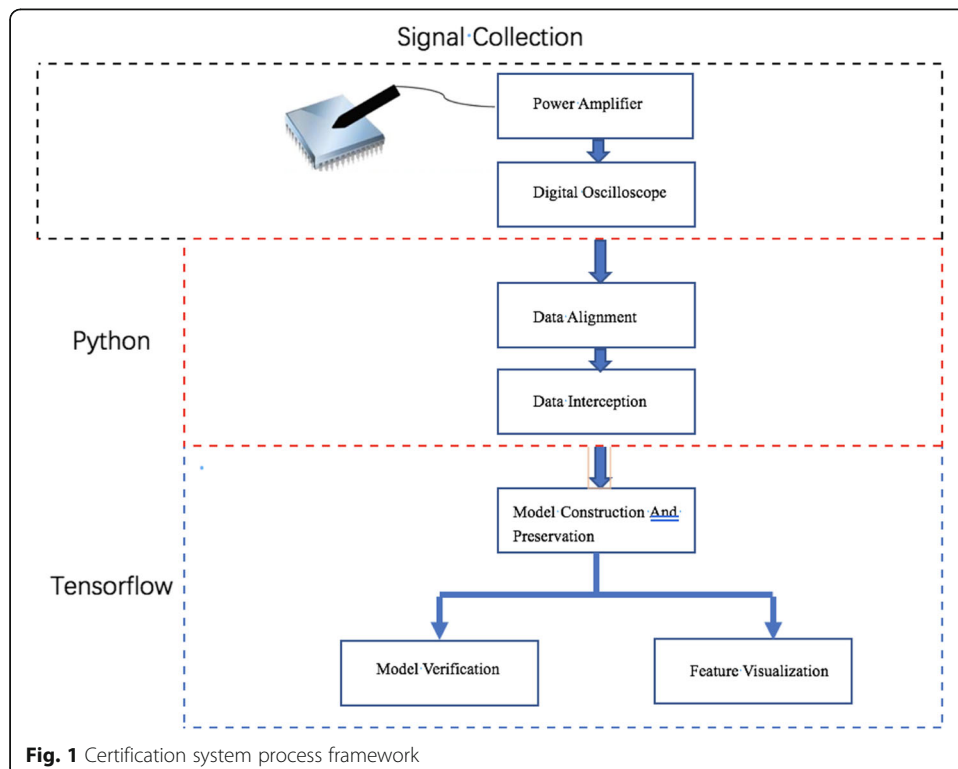 Signal Collection
Power Amplifier
Digital Oscilloscope
Python
Data Alignment
Data Interception
Tensorflow
Model Construction And
Preservation
Model Verification
Feature Visualization
Fig. 1 Certification system process framework